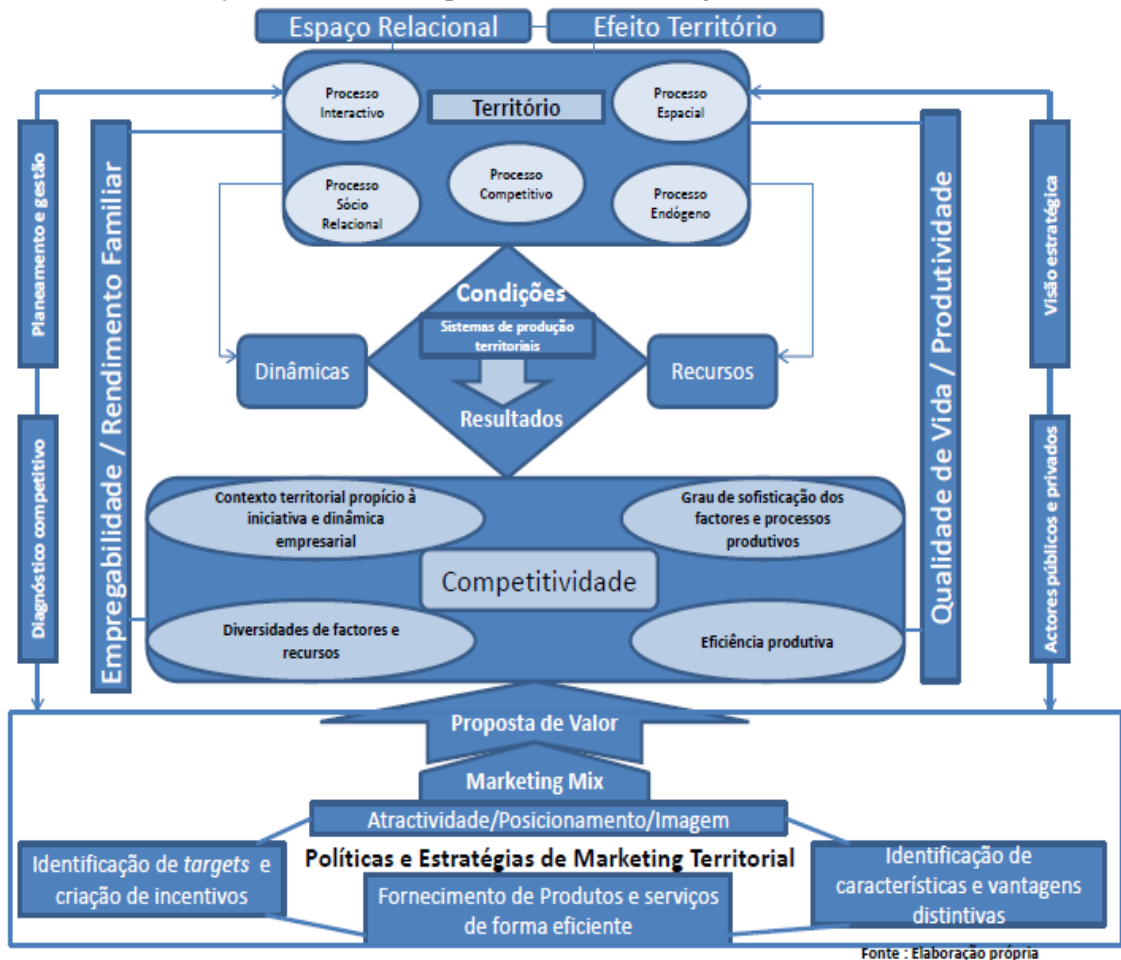 Espaço Relacional
Efeito Território
Processo
Interactivo
Território
Processo
Espacial
Processo
Sócio
Relacional
Processo
Competitivo
Processo
Endógeno
Planeamento e gestão
Diagnóstico competitivo
Empregabilidade / Rendimento Familiar
Condições
Sistemas de produção
territoriais
Dinâmicas
Recursos
Resultados
Qualidade de Vida / Produtividade
Visão estratégica
Actores públicos e privados
Contexto territorial propício à
iniciativa e dinâmica
empresarial
Grau de sofisticação dos
factores e processos
produtivos
Competitividade
Diversidades de factores e
recursos
Eficiência produtiva
Proposta de Valor
Marketing Mix
Atractividade/Posicionamento/Imagem
Identificação de targets e
criação de incentivos
Políticas e Estratégias de Marketing Territorial
Identificação de
características e vantagens
distintivas
Fornecimento de Produtos e serviços
de forma eficiente
Fonte : Elaboração própria